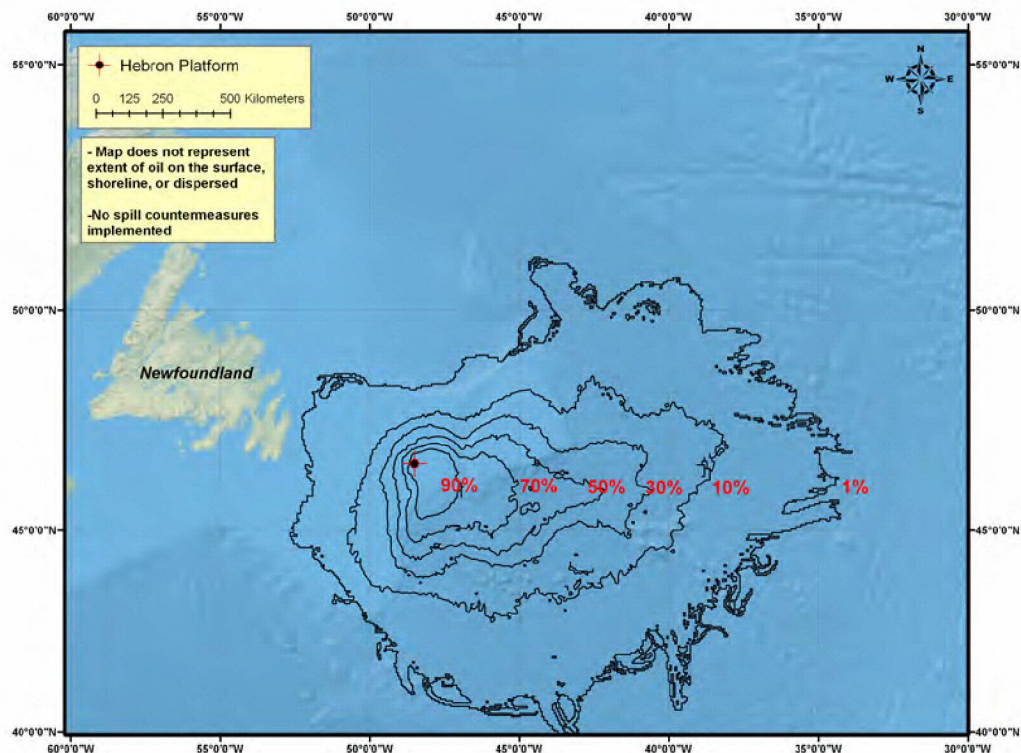 60°0'0"W 55°0'0"W 50°0'0"W 45°0'0"W 40°0'0"W 35°0'0"W 30°0'0"W
55°0'0"N 55°0'0"N
Hebron Platform
0 125 250 500 Kilometers
N
W E
S
- Map does not represent
extent of oil on the surface,
shoreline, or dispersed
-No spill countermeasures
implemented
50°0'0"N 50°0'0"N
Newfoundland
90% 70% 50% 30% 10% 1%
45°0'0"N 45°0'0"N
40°0'0"N 40°0'0"N
60°0'0"W 55°0'0"W 50°0'0"W 45°0'0"W 40°0'0"W 35°0'0"W 30°0'0"W